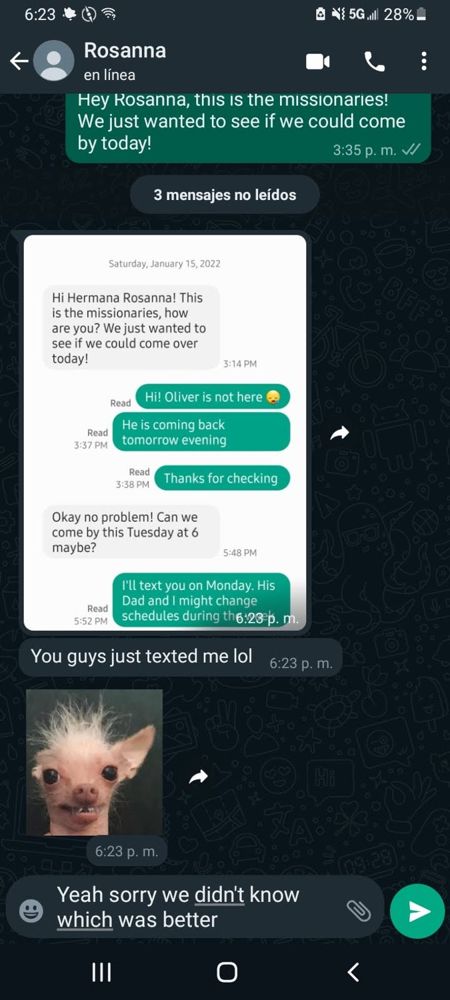 6:23
5G
28%
Rosanna
en línea
Hey Rosanna, this is the missionaries!
We just wanted to see if we could come
by today!
3:35 p. m.
3 mensajes no leídos
Saturday, January 15, 2022
Hi Hermana Rosanna! This
is the missionaries, how
are you? We just wanted to
see if we could come over
today!
3:14 PM
Read
Hi! Oliver is not here
Read
3:37 PM
He is coming back
tomorrow evening
Read
3:38 PM
Thanks for checking
Okay no problem! Can we
come by this Tuesday at 6
maybe?
5:48 PM
Read
5:52 PM
I'll text you on Monday. His
Dad and I might change
schedules during the week
6:23 p. m.
You guys just texted me lol
6:23 p. m.
6:23 p. m.
Yeah sorry we didn't know
which was better